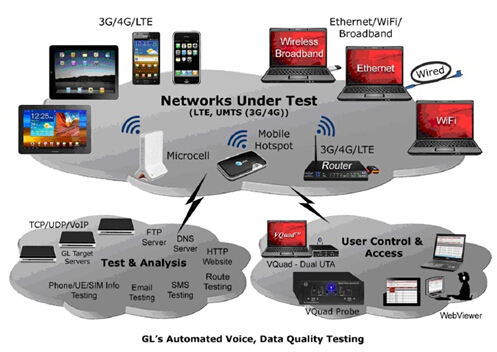 3G/4G/LTE
Ethernet/WiFi/
Broadband
Wireless
Broadband
Ethernet
Wired
WiFi
Networks Under Test
(LTE, UMTS (3G/4G))
Microcell
Mobile
Hotspot
3G/4G/LTE
Router
TCP/UDP/VoIP
GL Target
Servers
FTP
Server
DNS
Server
HTTP
Website
Test & Analysis
Route
Testing
Phone/UE/SIM Info
Testing
Email
Testing
SMS
Testing
VQuad™
User Control &
Access
VQuad - Dual UTA
VQuad Probe
WebViewer
GL's Automated Voice, Data Quality Testing